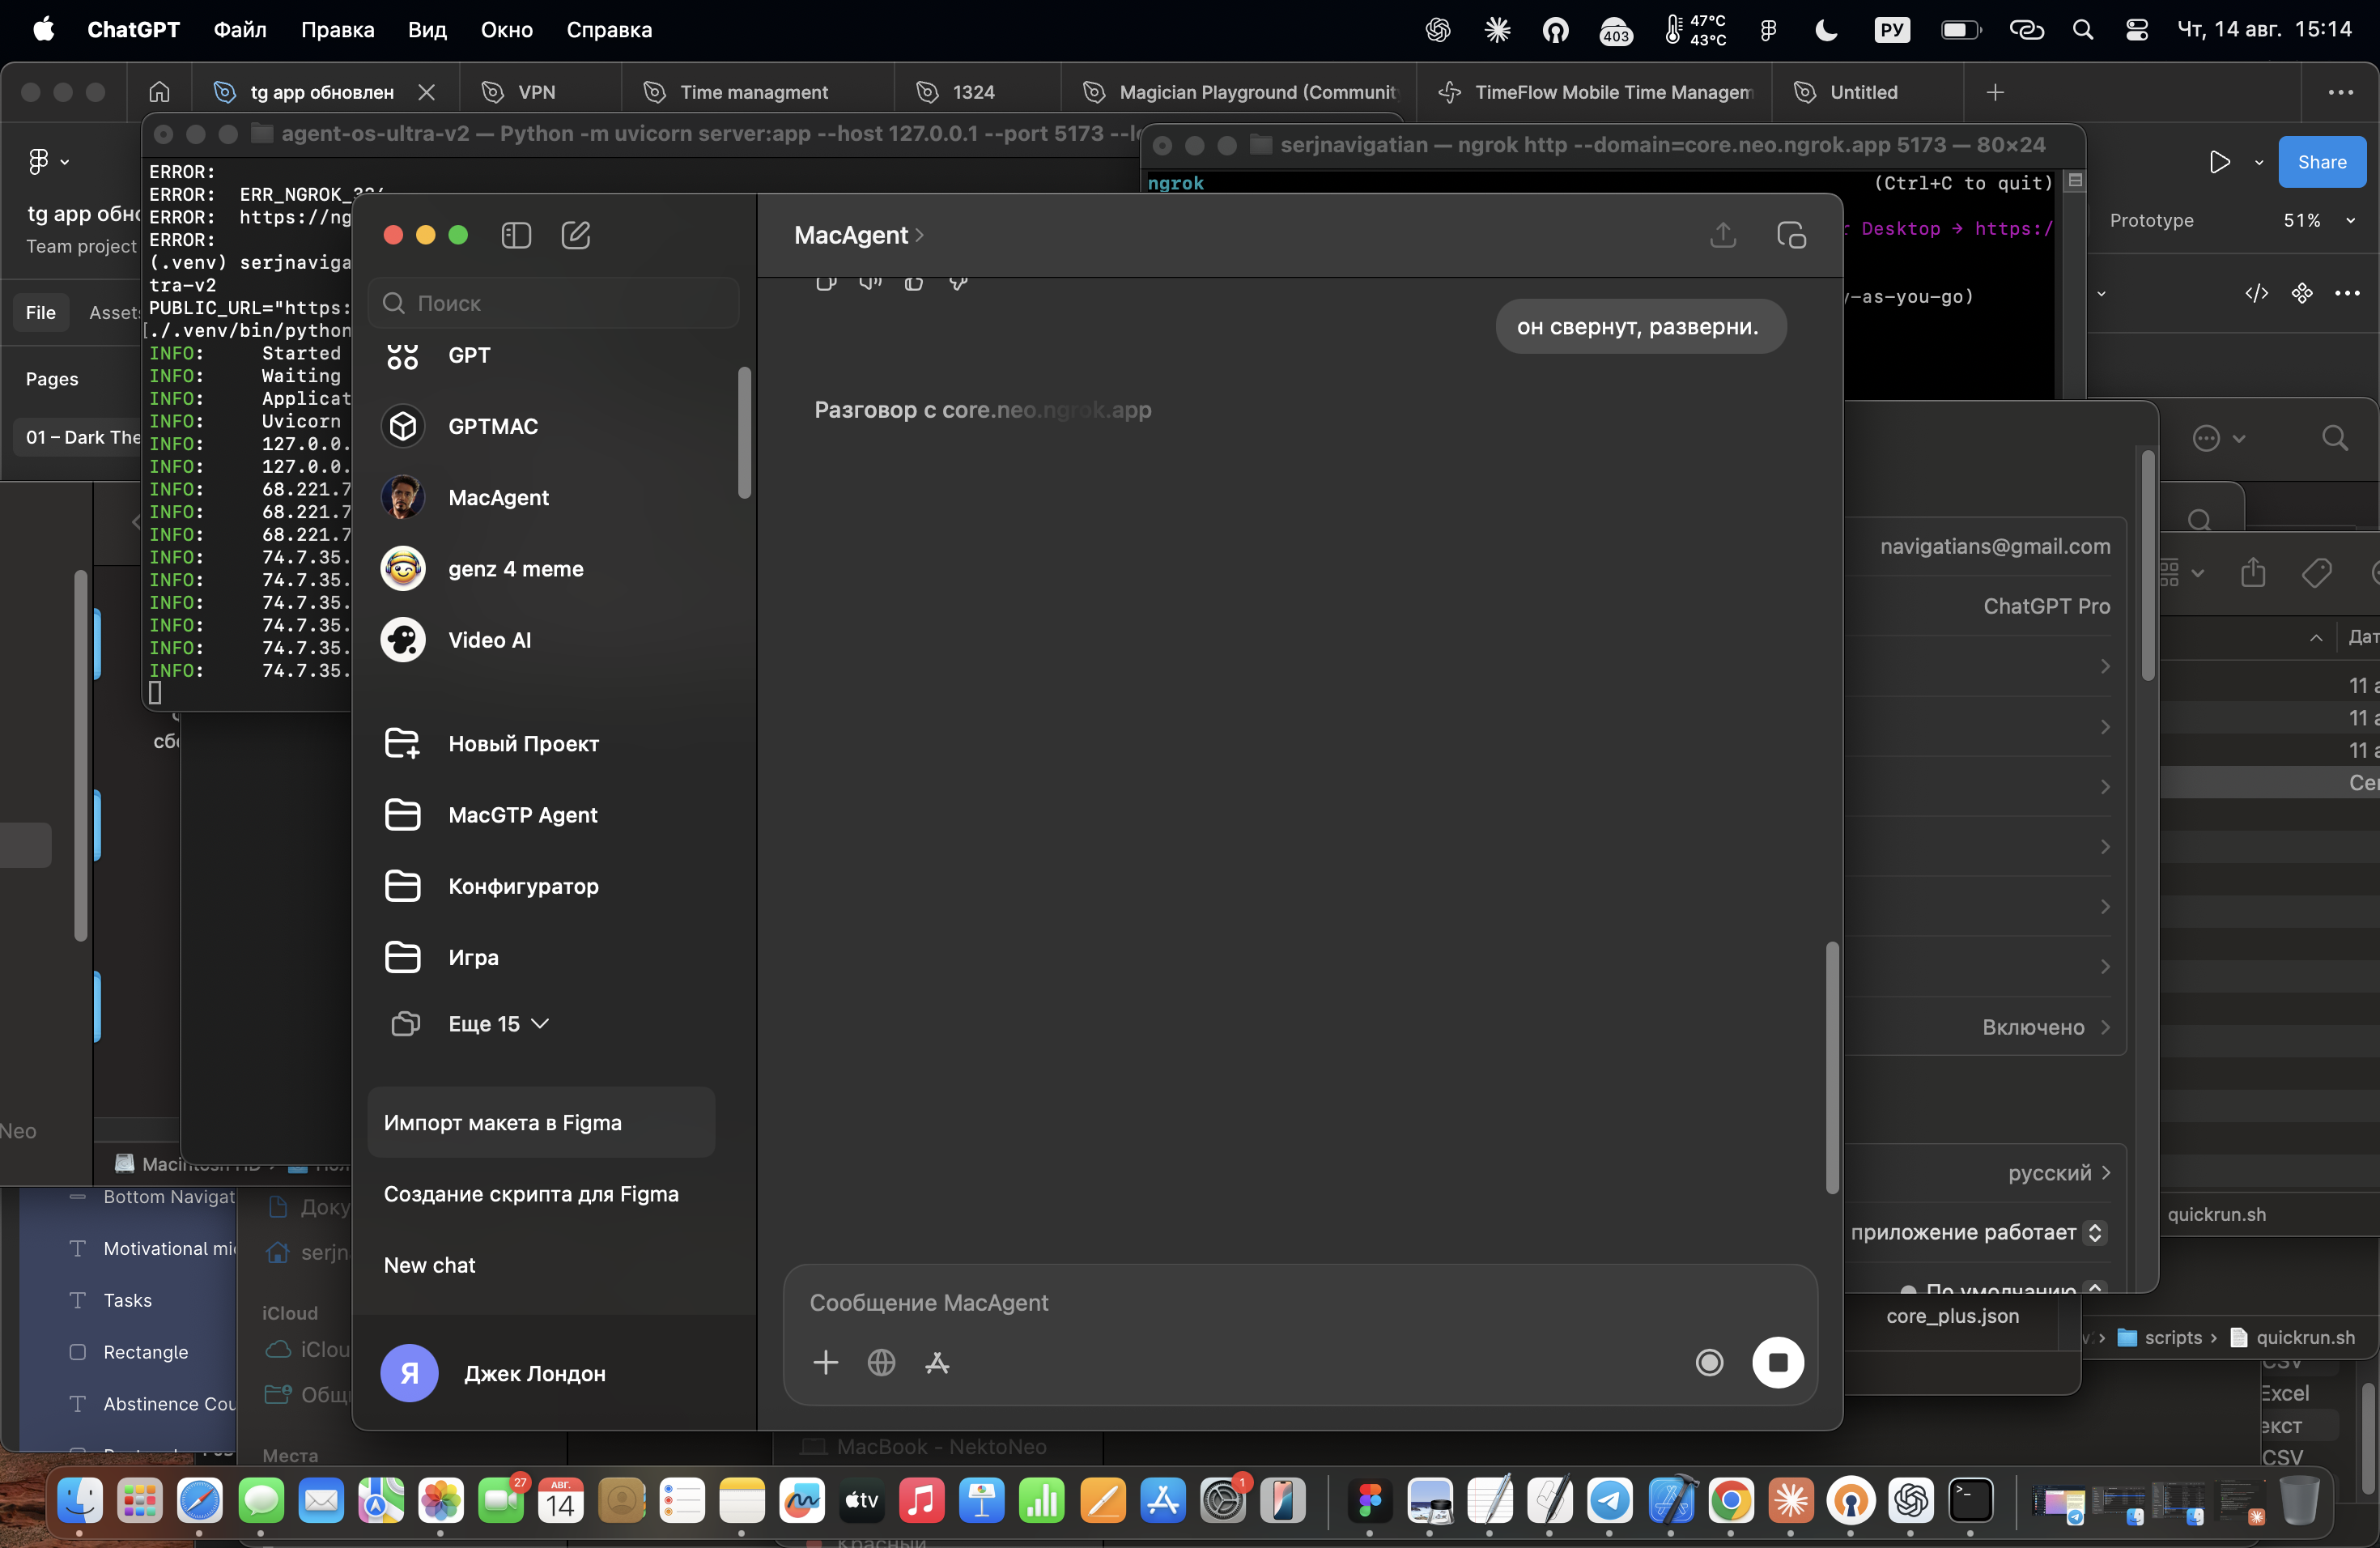 ChatGPT Файл Правка Вид Окно Справка 403 47°C 43°C РУ Чт, 14 авг. 15:14
tg app обновлен VPN Time managment 1324 Magician Playground (Communit TimeFlow Mobile Time Managem Untitled
agent-os-ultra-v2 — Python -m uvicorn server:app --host 127.0.0.1 --port 5173 --lo
serjnavigatian — ngrok http --domain=core.neo.ngrok.app 5173 — 80×24
Share
tg app обно
Team project
Prototype 51%
File Assets
Pages
01 – Dark The
ERROR:
ERROR: ERR_NGROK_334
ERROR: https://ng
ERROR:
(.venv) serjnaviga
tra-v2
PUBLIC_URL="https:
[./.venv/bin/python
INFO: Started
INFO: Waiting
INFO: Applicat
INFO: Uvicorn
INFO: 127.0.0.
INFO: 127.0.0.
INFO: 68.221.7
INFO: 68.221.7
INFO: 68.221.7
INFO: 74.7.35.
INFO: 74.7.35.
INFO: 74.7.35.
INFO: 74.7.35.
INFO: 74.7.35.
INFO: 74.7.35.
ngrok (Ctrl+C to quit)
r Desktop → https:/
y-as-you-go)
Поиск
GPT
GPTMAC
MacAgent
genz 4 meme
Video AI
Новый Проект
MacGTP Agent
Конфигуратор
Игра
Еще 15
Импорт макета в Figma
Создание скрипта для Figma
New chat
Я Джек Лондон
MacAgent
он свернут, разверни.
Разговор с core.neo.ngrok.app
Сообщение MacAgent
navigatians@gmail.com
ChatGPT Pro
Включено
русский
приложение работает
По умолчанию
Дат
11 а
11 а
11 а
Сег
quickrun.sh
core_plus.json
scripts quickrun.sh
CSV
Excel
екст
CSV
сбо
Neo
Macintosh HD
Bottom Navigat
Motivational mi
Tasks
Rectangle
Abstinence Cou
Доку
serjn
iCloud
iClou
Общ
Места
MacBook - NektoNeo
Красный
27
АВГ.
14
tv
1